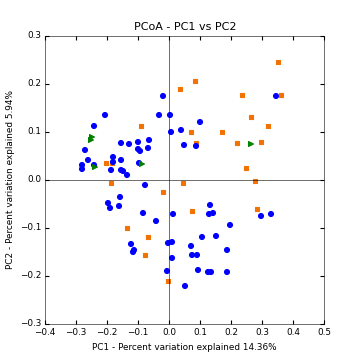 PCoA - PC1 vs PC2
0.3
0.2
0.1
0.0
−0.1
−0.2
−0.3
PC2 - Percent variation explained 5.94%
−0.4 −0.3 −0.2 −0.1 0.0 0.1 0.2 0.3 0.4 0.5
PC1 - Percent variation explained 14.36%